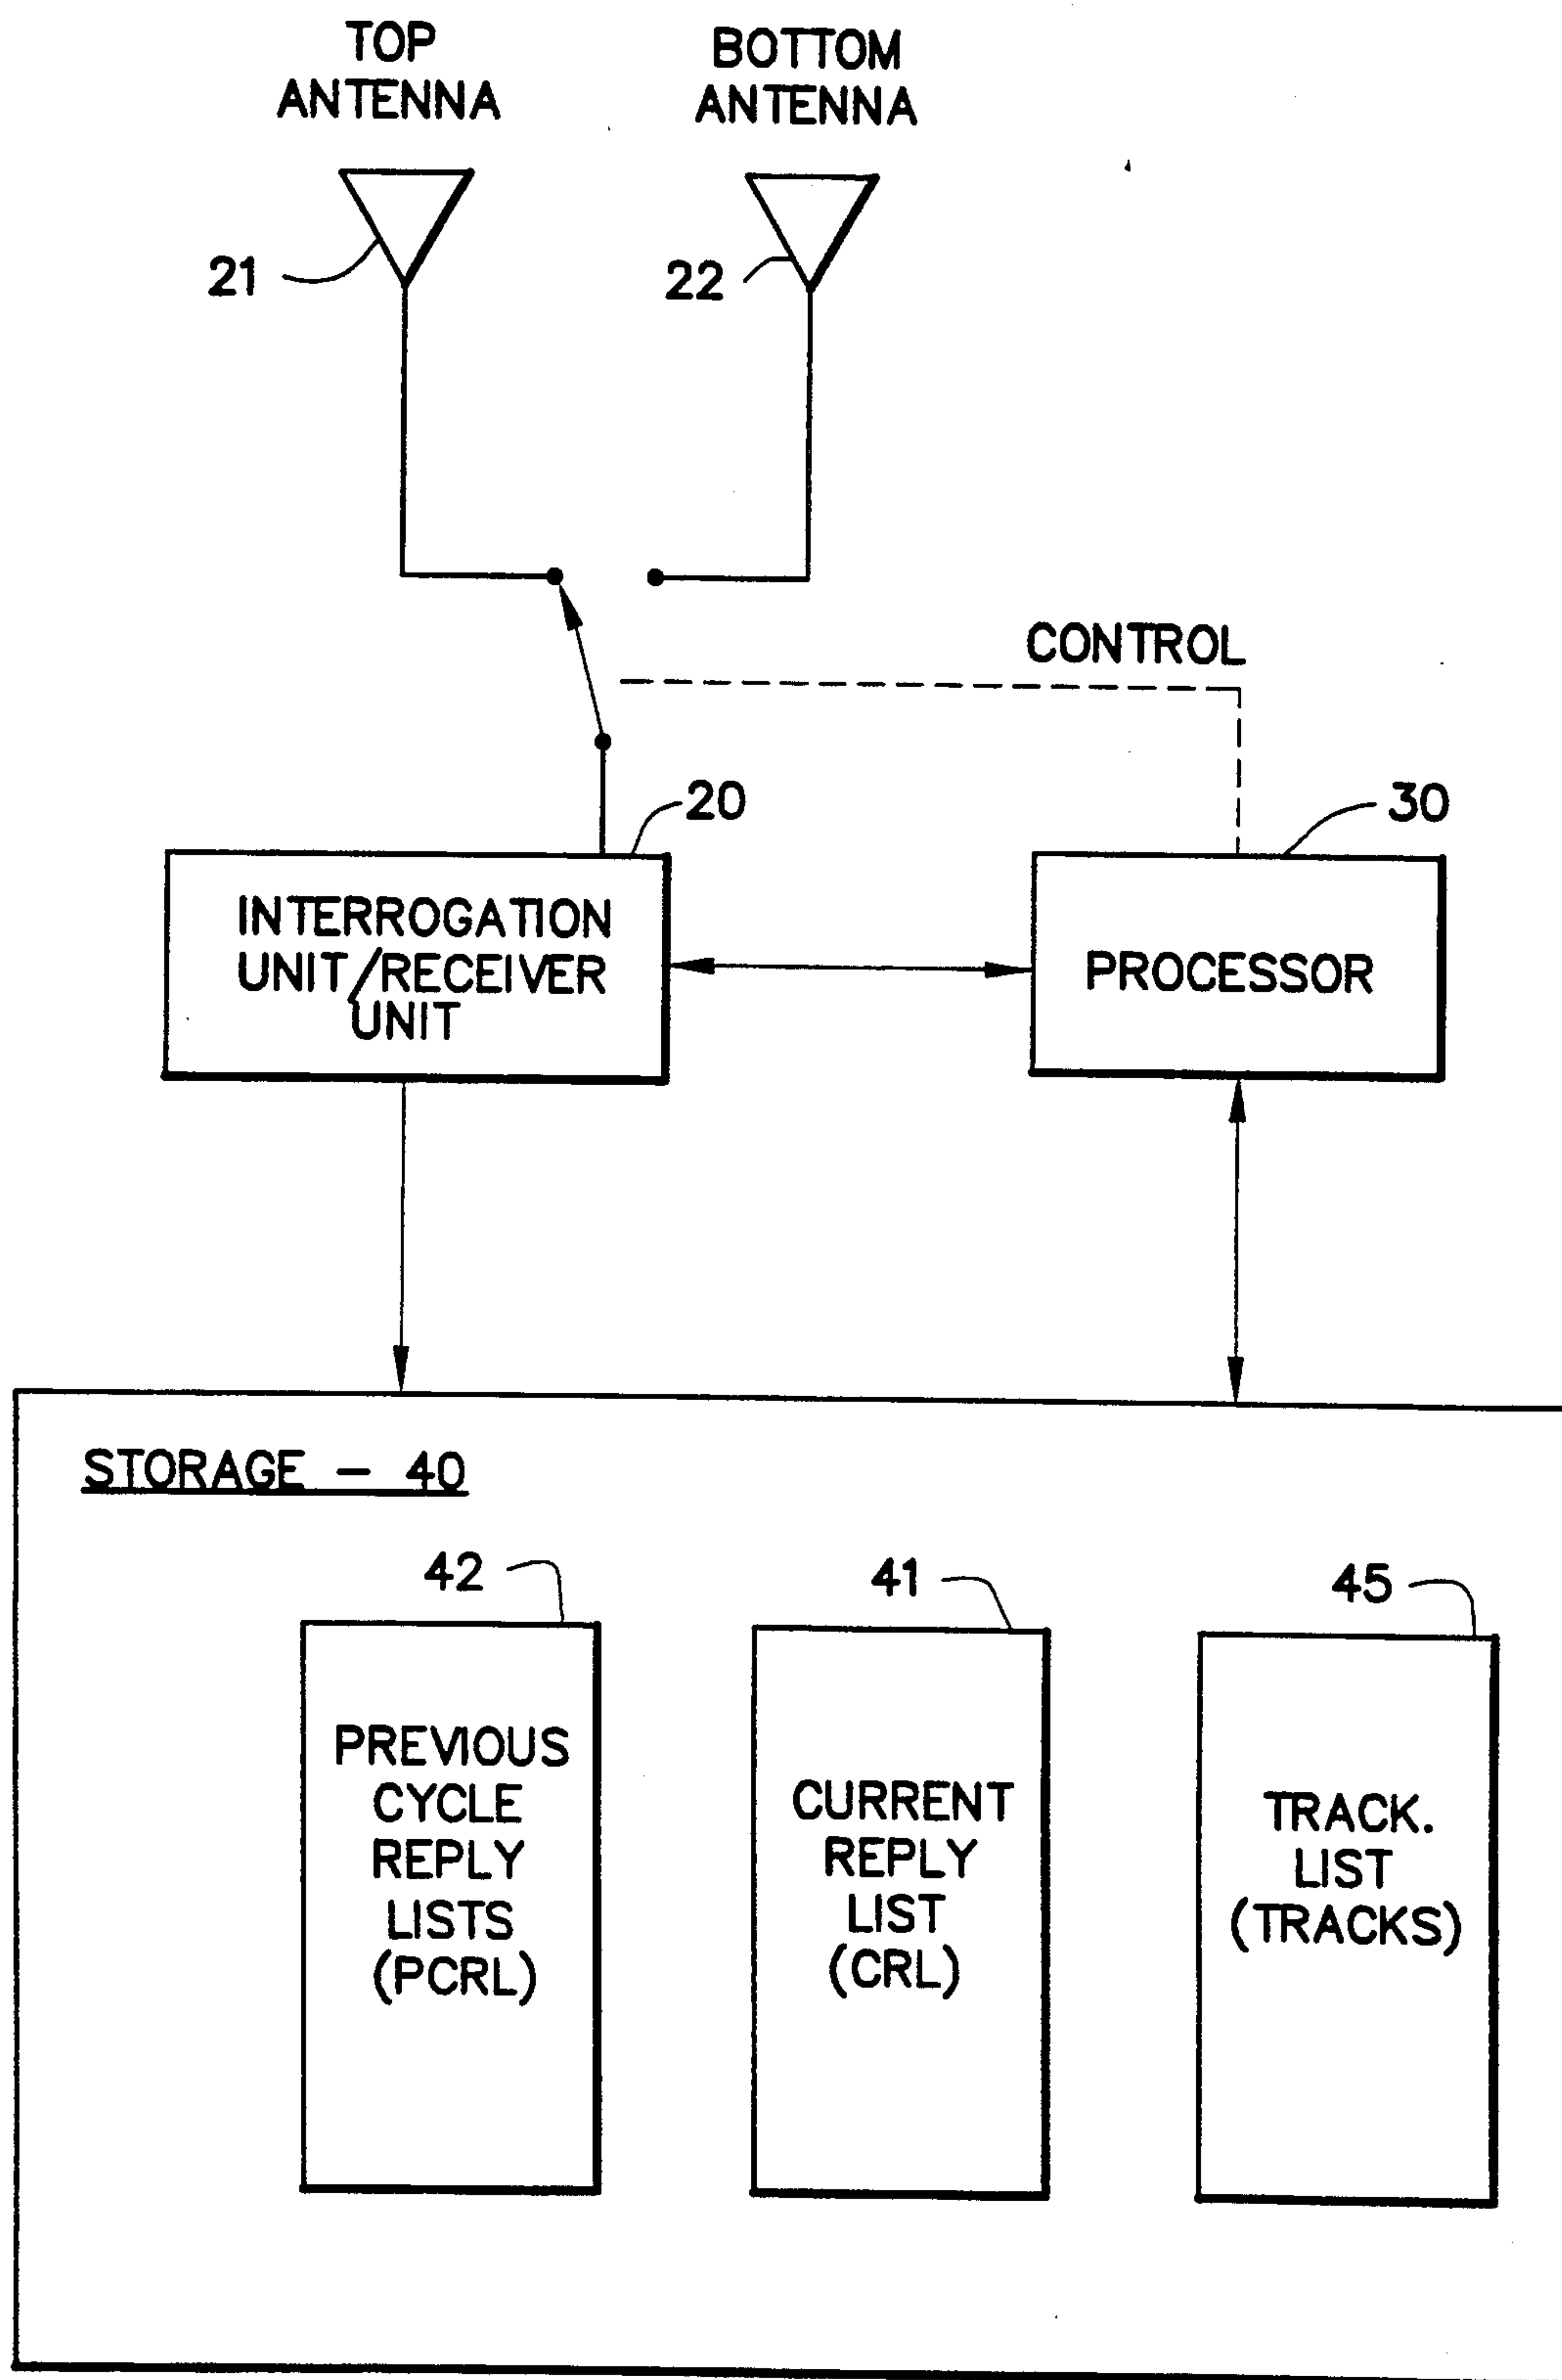 TOP
ANTENNA
BOTTOM
ANTENNA
21
22
CONTROL
20
30
INTERROGATION
UNIT/RECEIVER
UNIT
PROCESSOR
STORAGE - 40
42
41
45
PREVIOUS
CYCLE
REPLY
LISTS
(PCRL)
CURRENT
REPLY
LIST
(CRL)
TRACK.
LIST
(TRACKS)